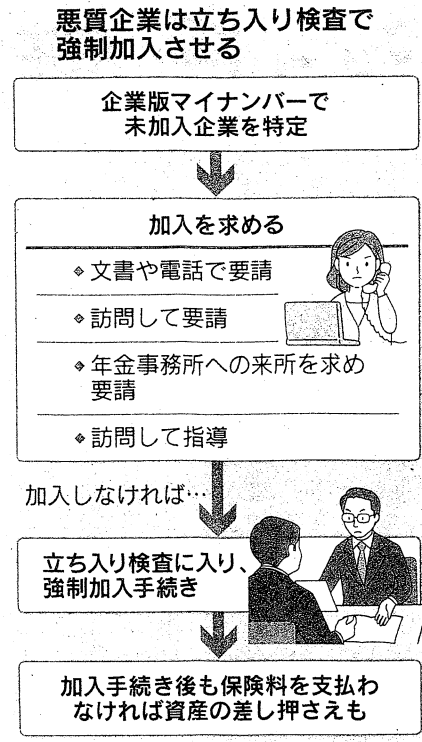 悪質企業は立ち入り検査で
強制加入させる
企業版マイナンバーで
未加入企業を特定
加入を求める
文書や電話で要請
訪問して要請
年金事務所への来所を求め
要請
訪問して指導
加入しなければ…
立ち入り検査に入り、
強制加入手続き
加入手続き後も保険料を支払わ
なければ資産の差し押さえも